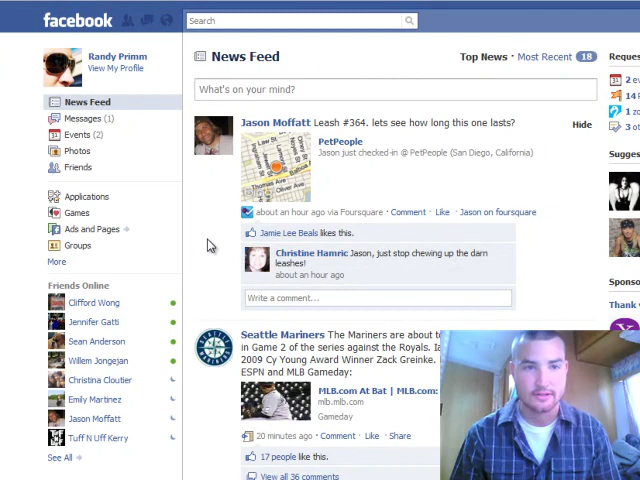 facebook
Search
Randy Primm
View My Profile
News Feed
Messages (1)
Events (2)
Photos
Friends
Applications
Games
Ads and Pages
Groups
More
Friends Online
Clifford Wong
Jennifer Gatti
Sean Anderson
Willem Jongejan
Christina Cloutier
Emily Martinez
Jason Moffatt
Tuff N Uff Kerry
See All
News Feed
Top News · Most Recent 18
What's on your mind?
Jason Moffatt Leash #364. lets see how long this one lasts?
Hide
PetPeople
Jason just checked-in @ PetPeople (San Diego, California)
about an hour ago via Foursquare · Comment · Like · Jason on foursquare
Jamie Lee Beals likes this.
Christine Hamric Jason, just stop chewing up the darn
leashes!
about an hour ago
Write a comment...
Seattle Mariners The Mariners are about to
in Game 2 of the series against the Royals.
2009 Cy Young Award Winner Zack Greinke.
ESPN and MLB Gameday:
MLB.com At Bat | MLB.com:
mlb.mlb.com
Gameday
20 minutes ago · Comment · Like · Share
17 people like this.
View all 36 comments
Reque
2 ev
14
1
3
Sugges
Sponso
Thank